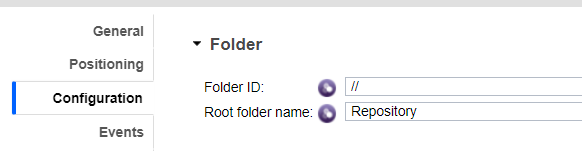 General
Positioning
Configuration
Events
Folder
Folder ID: //
Root folder name: Repository